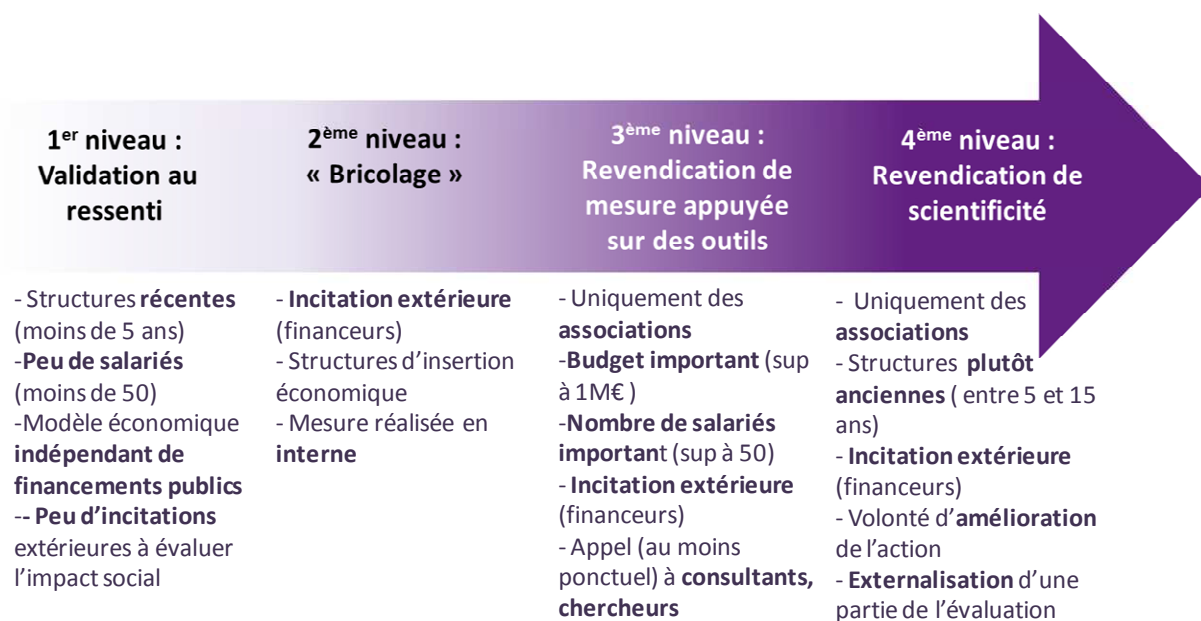 1er niveau :
Validation au
ressenti
2ème niveau :
« Bricolage »
3ème niveau :
Revendication de
mesure appuyée
sur des outils
4ème niveau :
Revendication de
scientificité
- Structures récentes
(moins de 5 ans)
-Peu de salariés
(moins de 50)
-Modèle économique
indépendant de
financements publics
-- Peu d’incitations
extérieures à évaluer
l’impact social
- Incitation extérieure
(financeurs)
- Structures d’insertion
économique
- Mesure réalisée en
interne
- Uniquement des
associations
-Budget important (sup
à 1M€ )
-Nombre de salariés
important (sup à 50)
- Incitation extérieure
(financeurs)
- Appel (au moins
ponctuel) à consultants,
chercheurs
- Uniquement des
associations
- Structures plutôt
anciennes ( entre 5 et 15
ans)
- Incitation extérieure
(financeurs)
- Volonté d’amélioration
de l’action
- Externalisation d’une
partie de l’évaluation